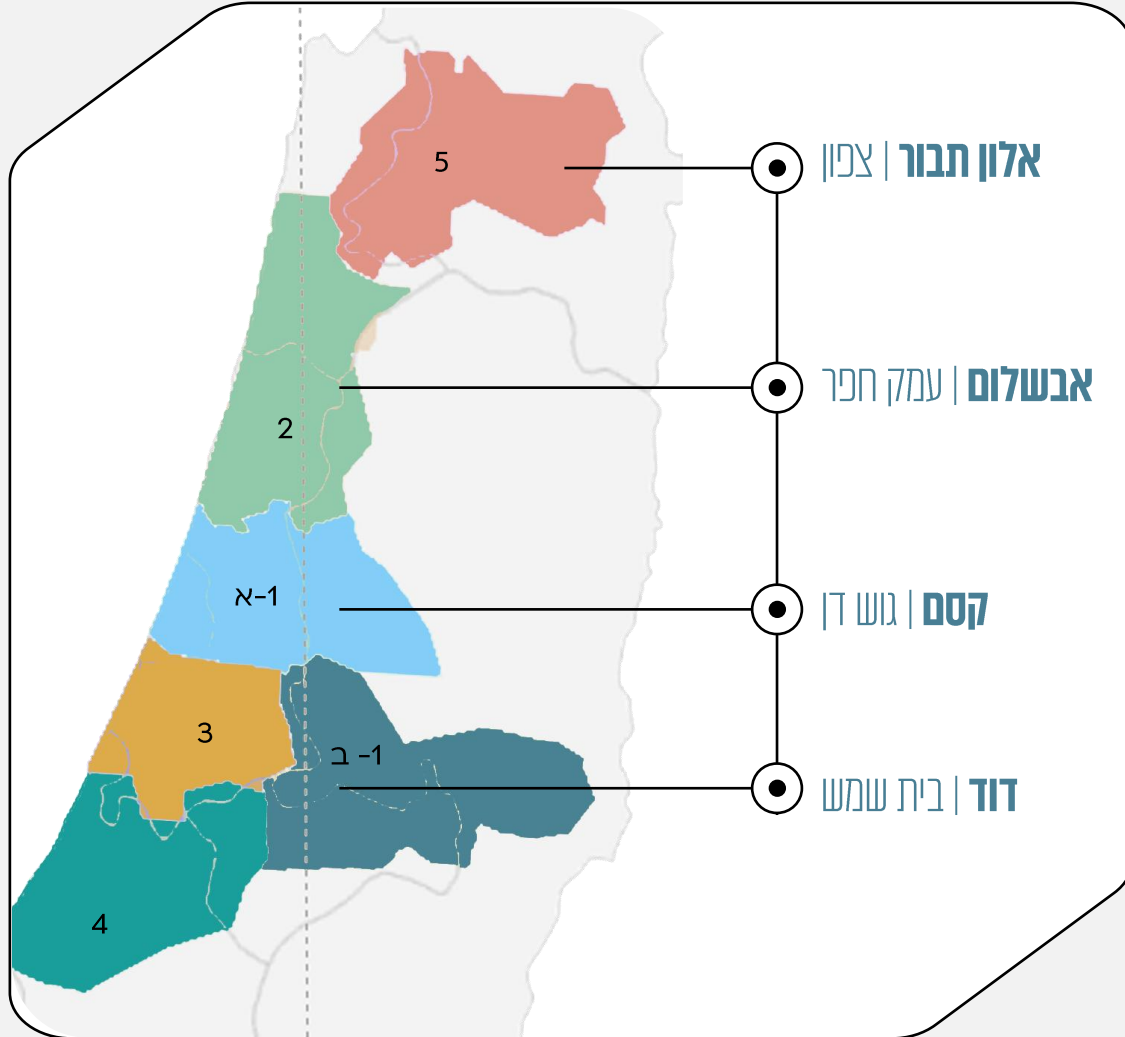 5
אלון תבור | צפון
2
אבשלום | עמק חפר
1-א
קסם | גוש דן
3
1- ב
דוד | בית שמש
4